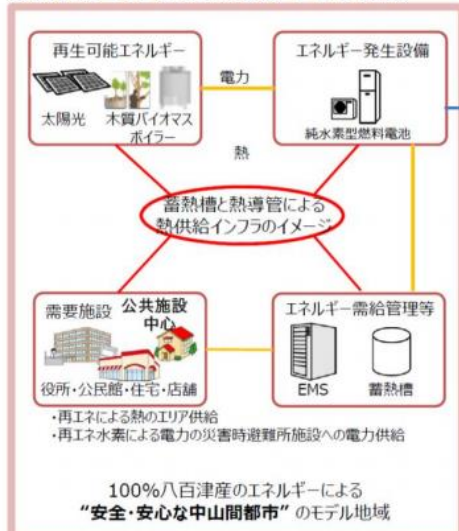 再生可能エネルギー
太陽光
木質バイオマス
ボイラー
電力
エネルギー発生設備
純水素型燃料電池
熱
蓄熱槽と熱導管による
熱供給インフラのイメージ
需要施設
公共施設
中心
役所・公民館・住宅・店舗
エネルギー需給管理等
EMS
蓄熱槽
・再エネによる熱のエリア供給
・再エネ水素による電力の災害時避難所施設への電力供給
100%八百津産のエネルギーによる
“安全・安心な中山間都市” のモデル地域